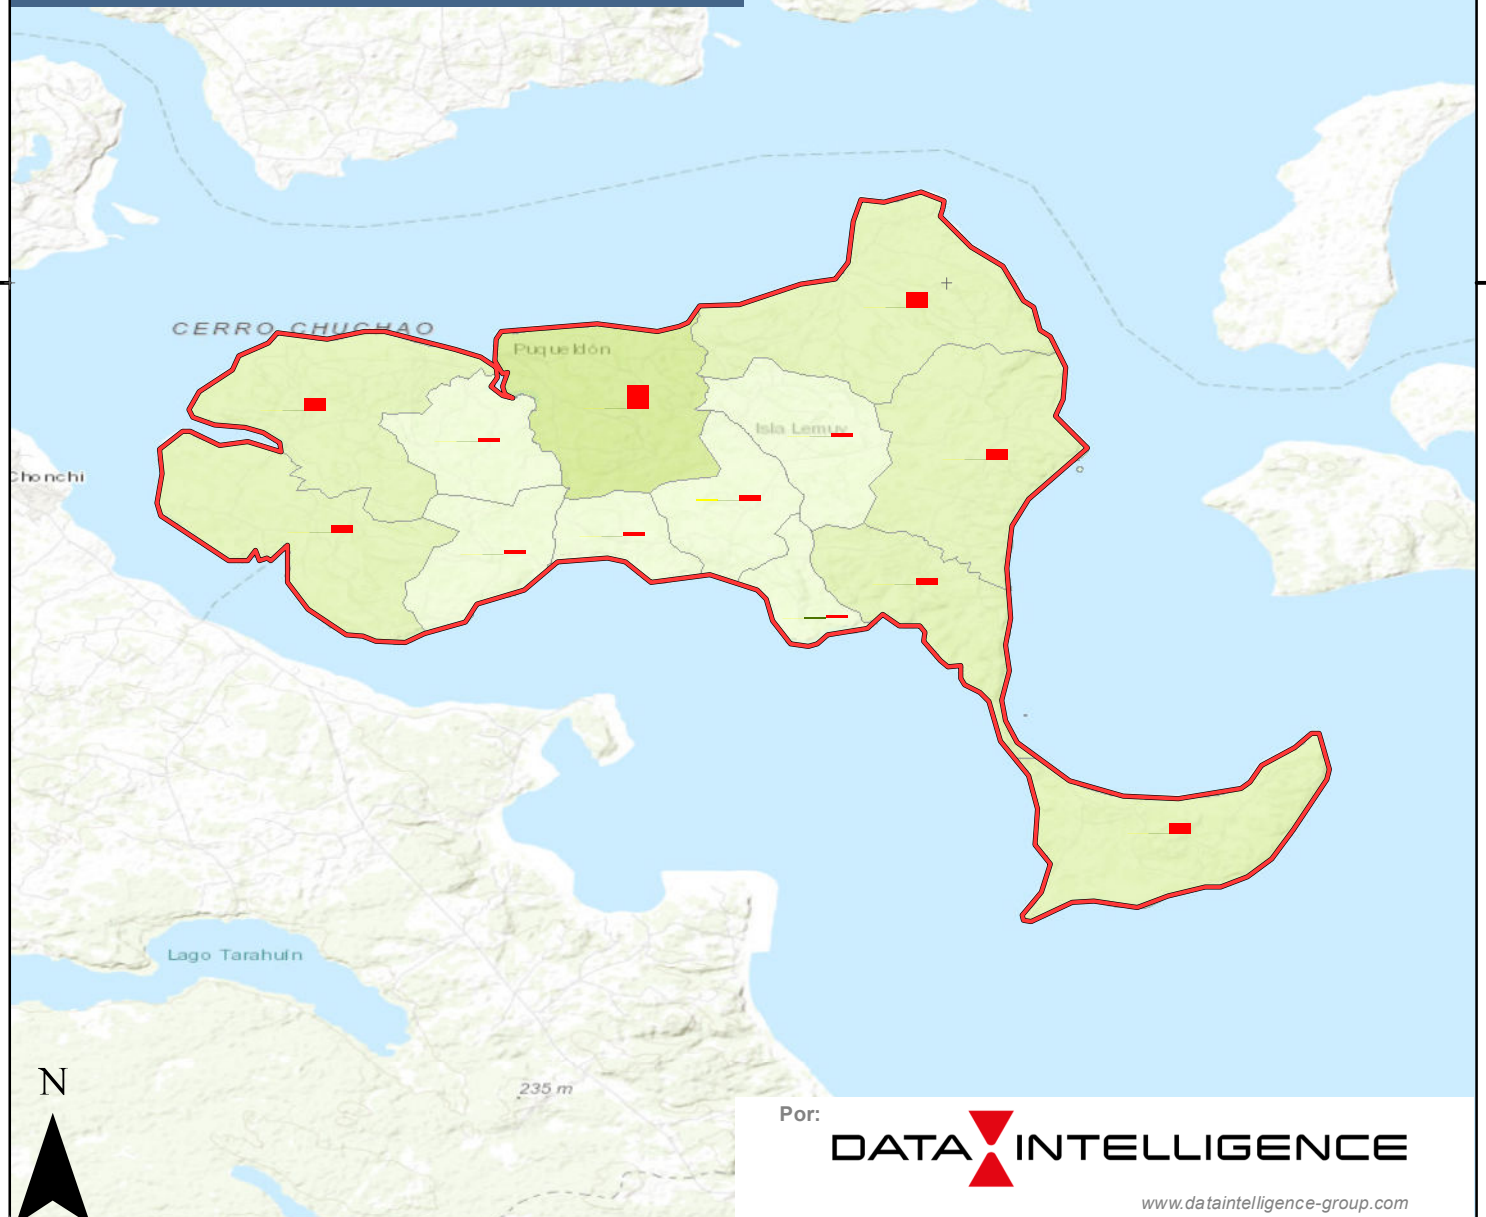 CERRO CHUCHAO
Puqueldón
Isla Lemuy
Chonchi
Lago Tarahuín
235 m
N
Por:
DATA INTELLIGENCE
www.dataintelligence-group.com